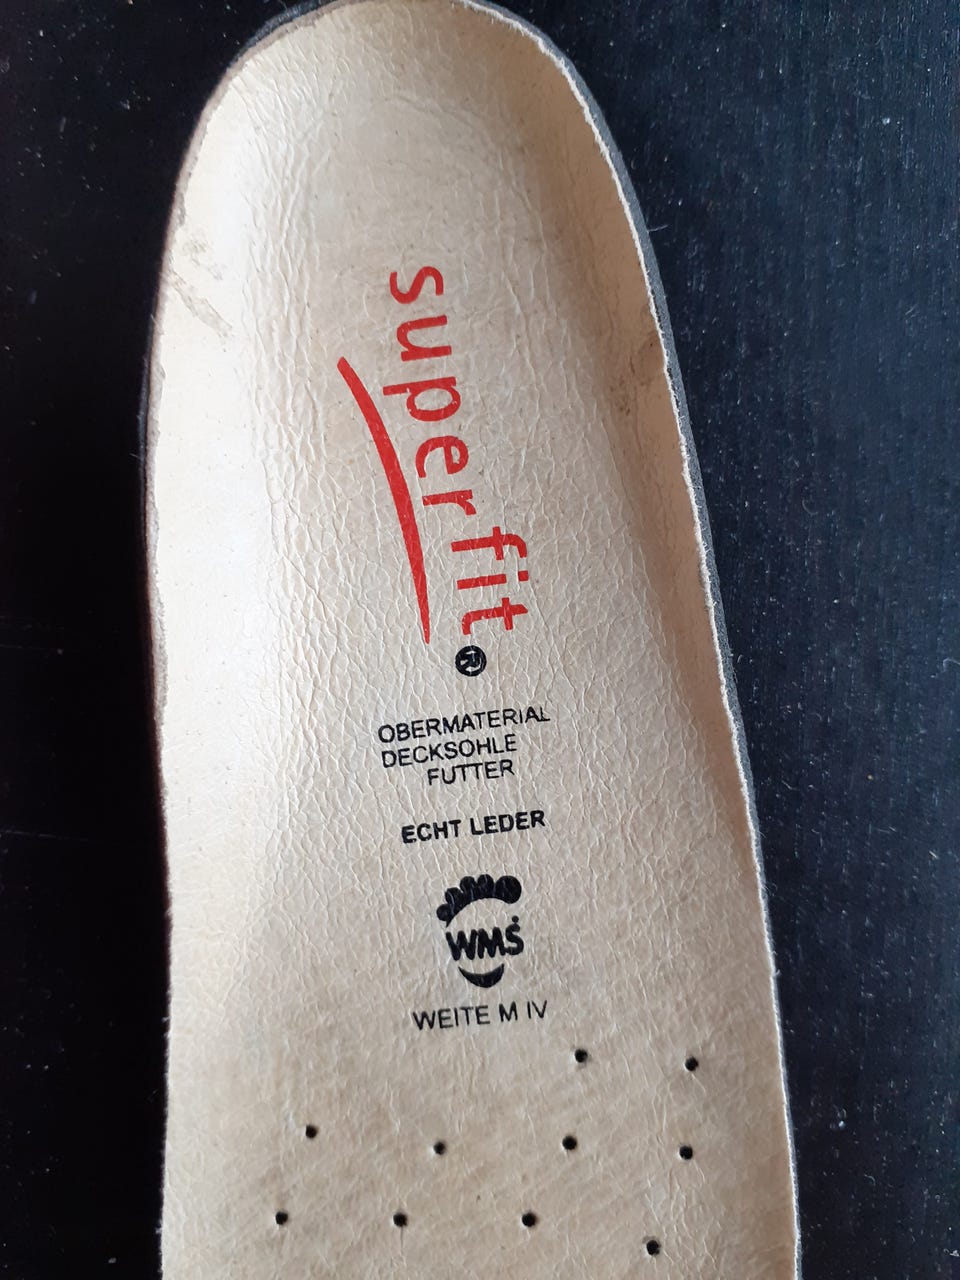 superfit®
OBERMATERIAL
DECKSOHLE
FUTTER
ECHT LEDER
WMS
WEITE M IV